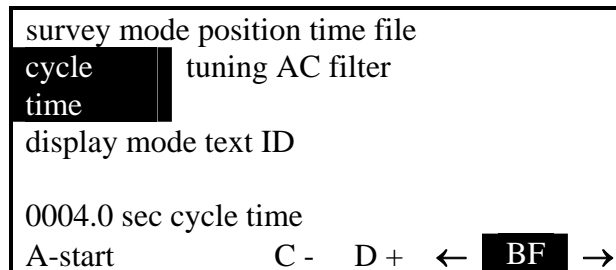 survey mode position time file
cycle tuning AC filter
time
display mode text ID
0004.0 sec cycle time
A-start C - D + ← BF →